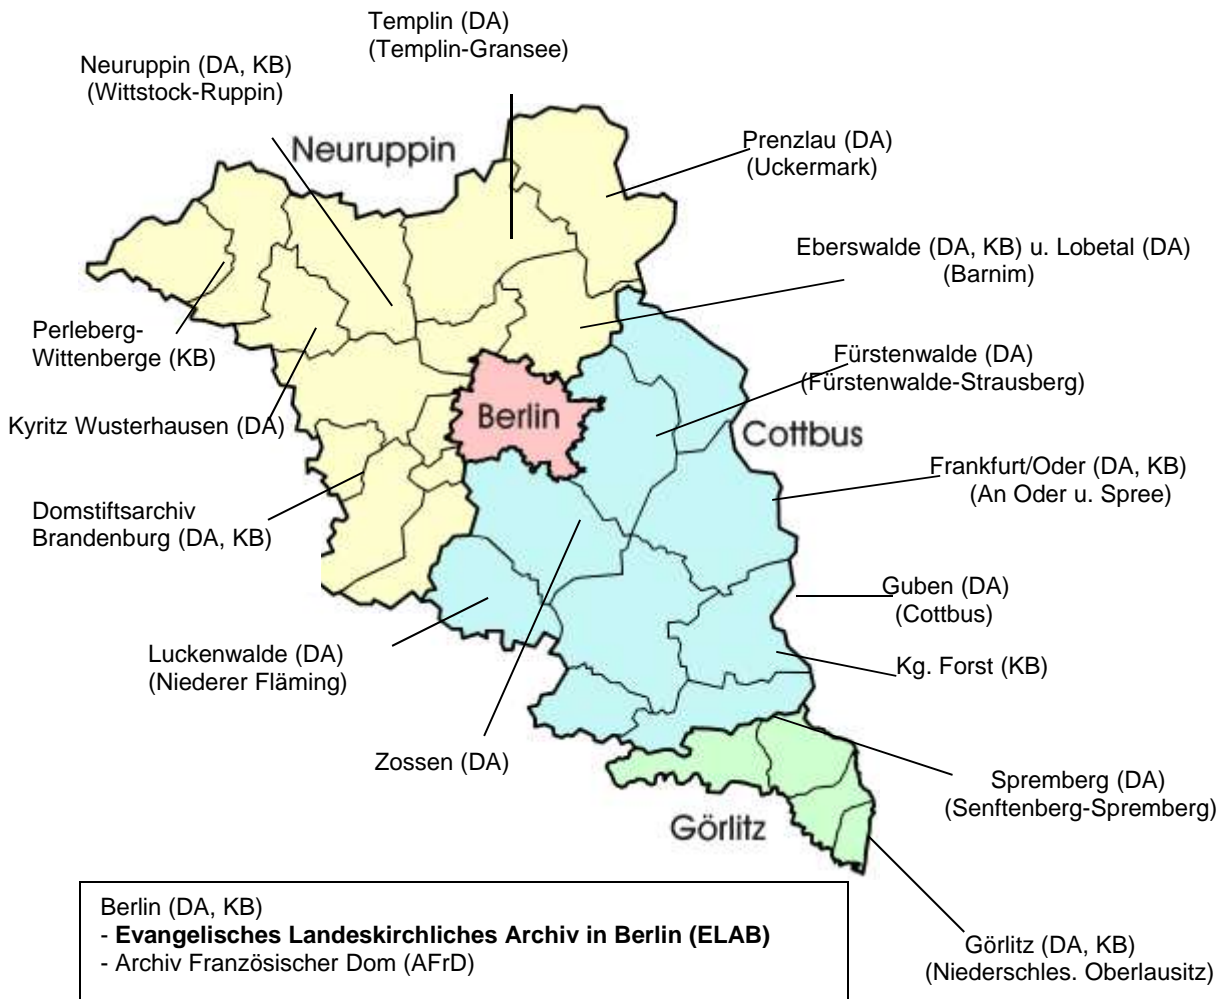 Templin (DA)
(Templin-Gransee)
Neuruppin (DA, KB)
(Wittstock-Ruppin)
Neuruppin
Prenzlau (DA)
(Uckermark)
Eberswalde (DA, KB) u. Lobetal (DA)
(Barnim)
Perleberg-
Wittenberge (KB)
Fürstenwalde (DA)
(Fürstenwalde-Strausberg)
Kyritz Wusterhausen (DA)
Berlin
Cottbus
Frankfurt/Oder (DA, KB)
(An Oder u. Spree)
Domstiftsarchiv
Brandenburg (DA, KB)
Guben (DA)
(Cottbus)
Luckenwalde (DA)
(Niederer Fläming)
Kg. Forst (KB)
Zossen (DA)
Spremberg (DA)
(Senftenberg-Spremberg)
Görlitz
Görlitz (DA, KB)
(Niederschles. Oberlausitz)
Berlin (DA, KB)
- Evangelisches Landeskirchliches Archiv in Berlin (ELAB)
- Archiv Französischer Dom (AFrD)